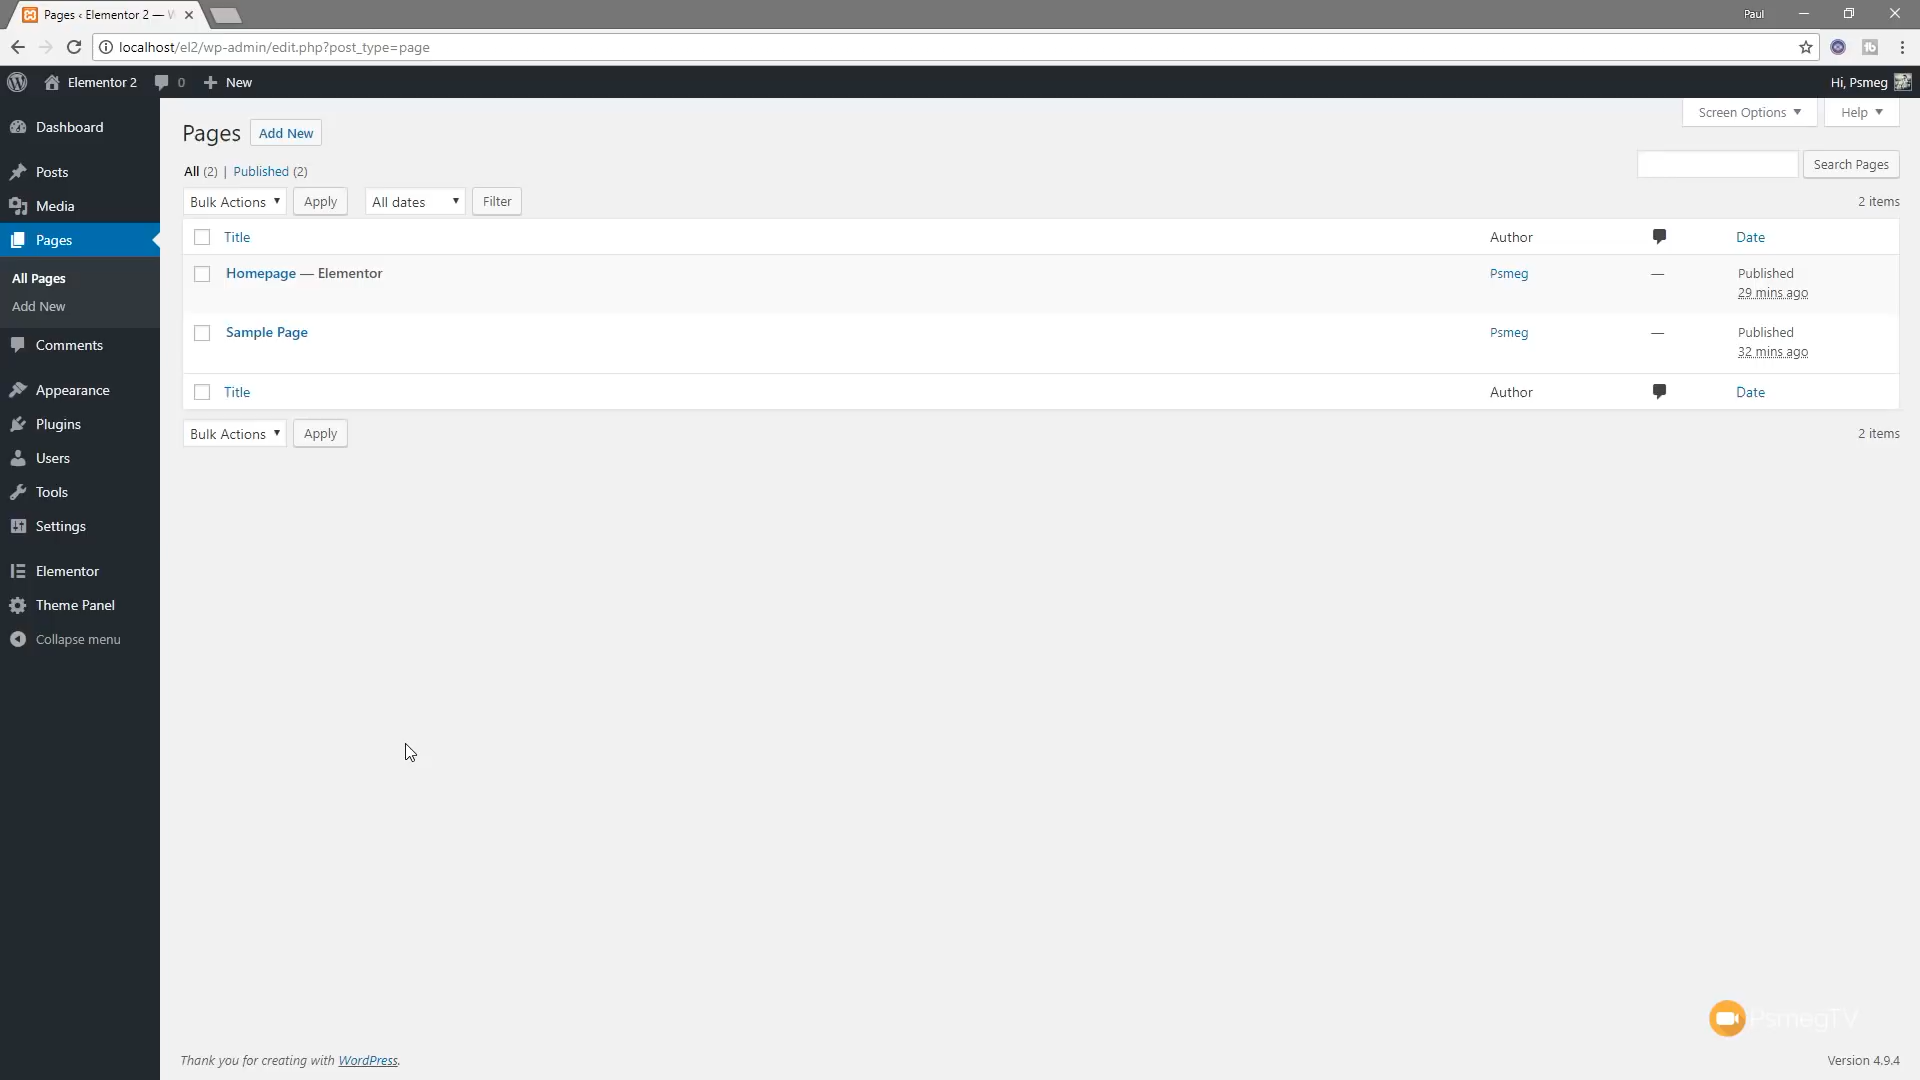 Pages ‹ Elementor 2 — W
Paul
localhost/el2/wp-admin/edit.php?post_type=page
Elementor 2
0
New
Hi, Psmeg
Dashboard
Posts
Media
Pages
All Pages
Add New
Comments
Appearance
Plugins
Users
Tools
Settings
Elementor
Theme Panel
Collapse menu
Screen Options
Help
Pages
Add New
All (2) | Published (2)
Search Pages
Bulk Actions
Apply
All dates
Filter
2 items
Title
Author
Date
Homepage — Elementor
Psmeg
—
Published
29 mins ago
Sample Page
Psmeg
—
Published
32 mins ago
Title
Author
Date
Bulk Actions
Apply
2 items
PsmegTV
Thank you for creating with WordPress.
Version 4.9.4